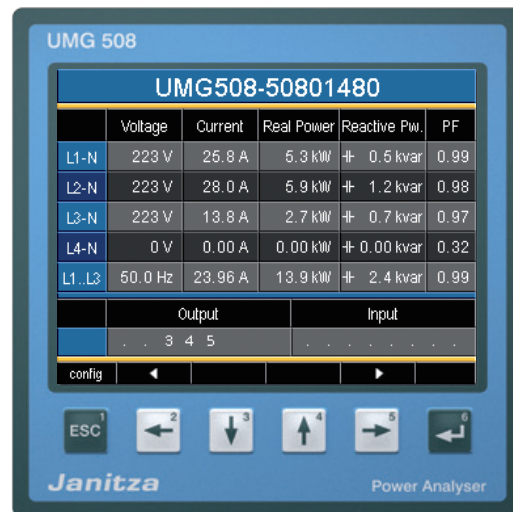 UMG 508
UMG508-50801480
Voltage Current Real Power Reactive Pw. PF
L1-N 223 V 25.8 A 5.3 kW ⊣⊢ 0.5 kvar 0.99
L2-N 223 V 28.0 A 5.9 kW ⊣⊢ 1.2 kvar 0.98
L3-N 223 V 13.8 A 2.7 kW ⊣⊢ 0.7 kvar 0.97
L4-N 0 V 0.00 A 0.00 kW ⊣⊢ 0.00 kvar 0.32
L1..L3 50.0 Hz 23.96 A 13.9 kW ⊣⊢ 2.4 kvar 0.99
Output Input
. . 3 4 5 . . . . . . . .
config ◄ ►
ESC 1 ← 2 ↓ 3 ↑ 4 → 5 ↵ 6
Janitza Power Analyser